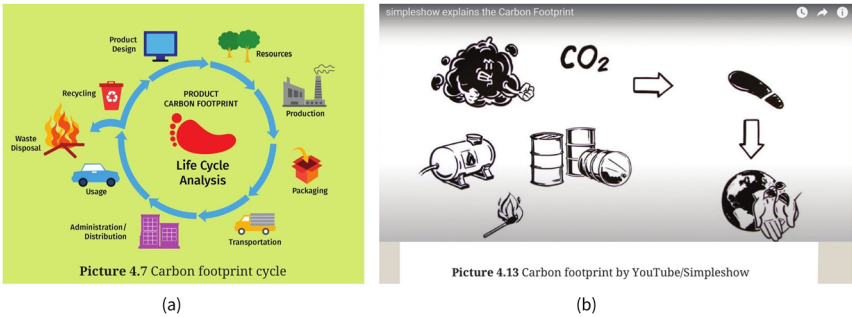 Product
Design
Resources
Recycling
PRODUCT
CARBON FOOTPRINT
Production
Waste
Disposal
Life Cycle
Analysis
Usage
Packaging
Administration/
Distribution
Transportation
Picture 4.7 Carbon footprint cycle
(a)
simpleshow explains the Carbon Footprint
CO2
Picture 4.13 Carbon footprint by YouTube/Simpleshow
(b)